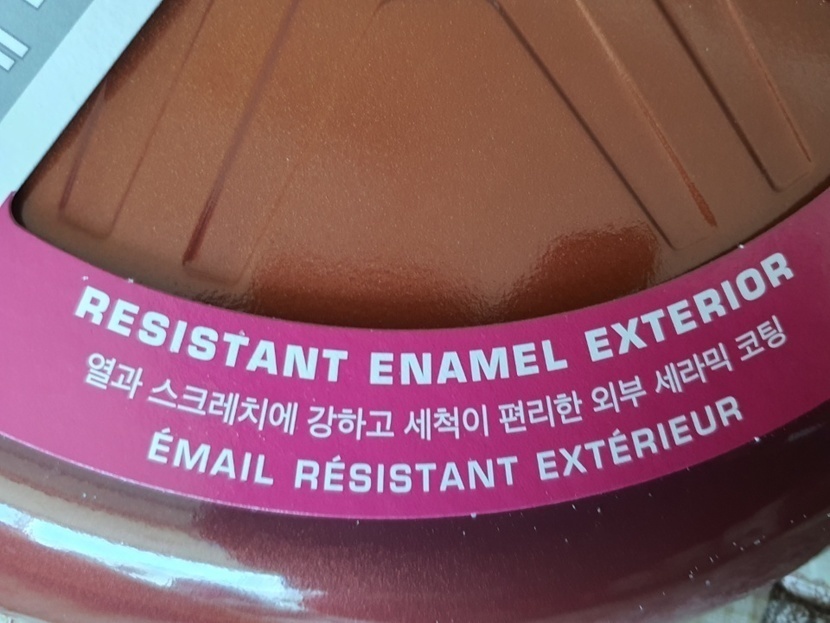 RESISTANT ENAMEL EXTERIOR
열과 스크레치에 강하고 세척이 편리한 외부 세라믹 코팅
ÉMAIL RÉSISTANT EXTÉRIEUR